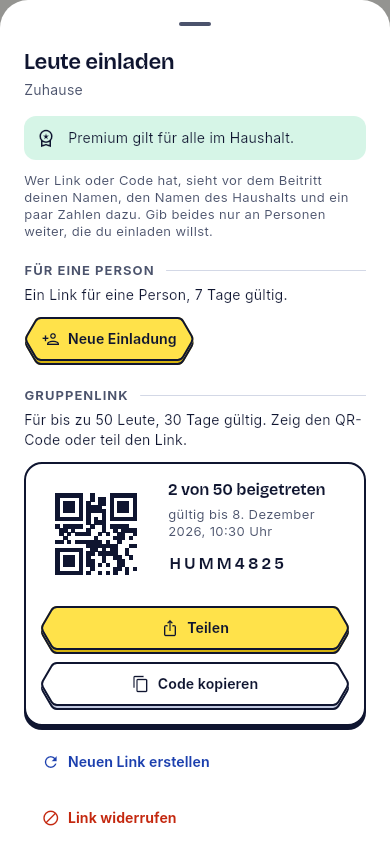 Leute einladen
Zuhause
Premium gilt für alle im Haushalt.
Wer Link oder Code hat, sieht vor dem Beitritt
deinen Namen, den Namen des Haushalts und ein
paar Zahlen dazu. Gib beides nur an Personen
weiter, die du einladen willst.
FÜR EINE PERSON
Ein Link für eine Person, 7 Tage gültig.
Neue Einladung
GRUPPENLINK
Für bis zu 50 Leute, 30 Tage gültig. Zeig den QR-
Code oder teil den Link.
2 von 50 beigetreten
gültig bis 8. Dezember
2026, 10:30 Uhr
HUMM4825
Teilen
Code kopieren
Neuen Link erstellen
Link widerrufen